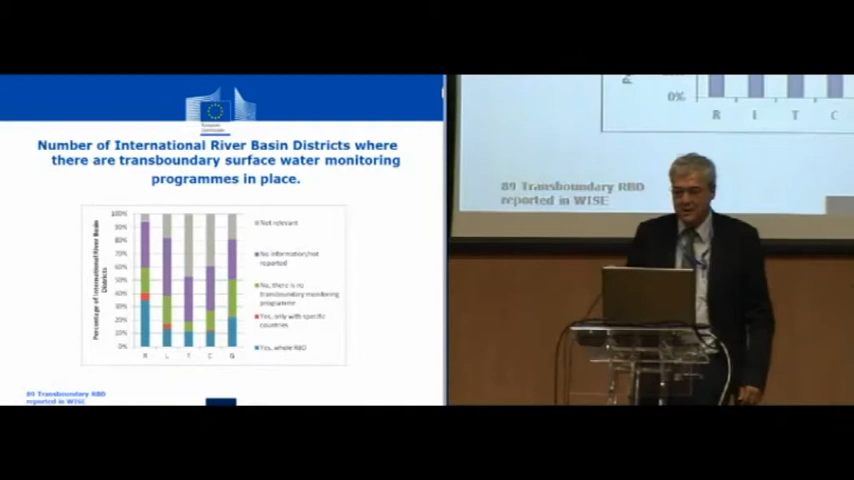 European
Commission
Number of International River Basin Districts where
there are transboundary surface water monitoring
programmes in place.
Percentage of International River Basin
Districts
100%
90%
80%
70%
60%
50%
40%
30%
20%
10%
0%
R L T C G
Not relevant
No information/not
reported
No, there is no
transboundary monitoring
programme
Yes, only with specific
countries
Yes, whole RBD
89 Transboundary RBD
reported in WISE
0%
R L T C
89 Transboundary RBD
reported in WISE